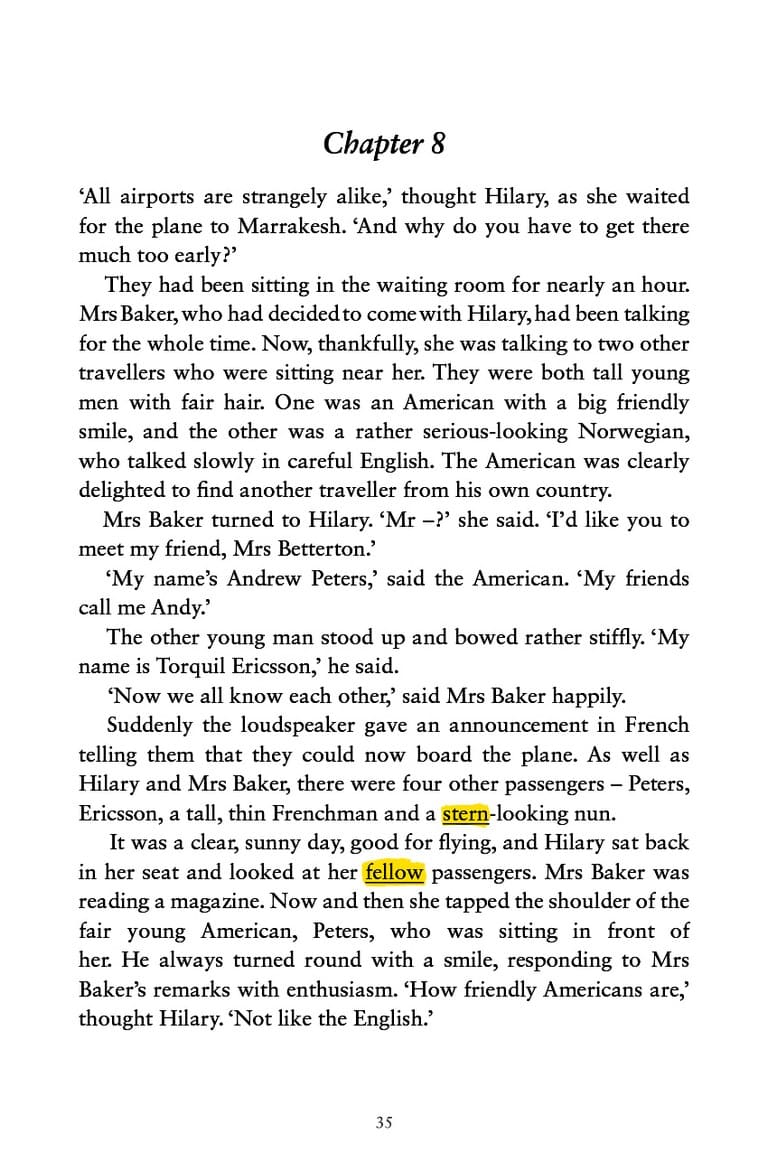 Chapter 8
‘All airports are strangely alike,’ thought Hilary, as she waited
for the plane to Marrakesh. ‘And why do you have to get there
much too early?’
They had been sitting in the waiting room for nearly an hour.
Mrs Baker, who had decided to come with Hilary, had been talking
for the whole time. Now, thankfully, she was talking to two other
travellers who were sitting near her. They were both tall young
men with fair hair. One was an American with a big friendly
smile, and the other was a rather serious-looking Norwegian,
who talked slowly in careful English. The American was clearly
delighted to find another traveller from his own country.
Mrs Baker turned to Hilary. ‘Mr –?’ she said. ‘I’d like you to
meet my friend, Mrs Betterton.’
‘My name’s Andrew Peters,’ said the American. ‘My friends
call me Andy.’
The other young man stood up and bowed rather stiffly. ‘My
name is Torquil Ericsson,’ he said.
‘Now we all know each other,’ said Mrs Baker happily.
Suddenly the loudspeaker gave an announcement in French
telling them that they could now board the plane. As well as
Hilary and Mrs Baker, there were four other passengers – Peters,
Ericsson, a tall, thin Frenchman and a stern-looking nun.
It was a clear, sunny day, good for flying, and Hilary sat back
in her seat and looked at her fellow passengers. Mrs Baker was
reading a magazine. Now and then she tapped the shoulder of the
fair young American, Peters, who was sitting in front of
her. He always turned round with a smile, responding to Mrs
Baker’s remarks with enthusiasm. ‘How friendly Americans are,’
thought Hilary. ‘Not like the English.’
35